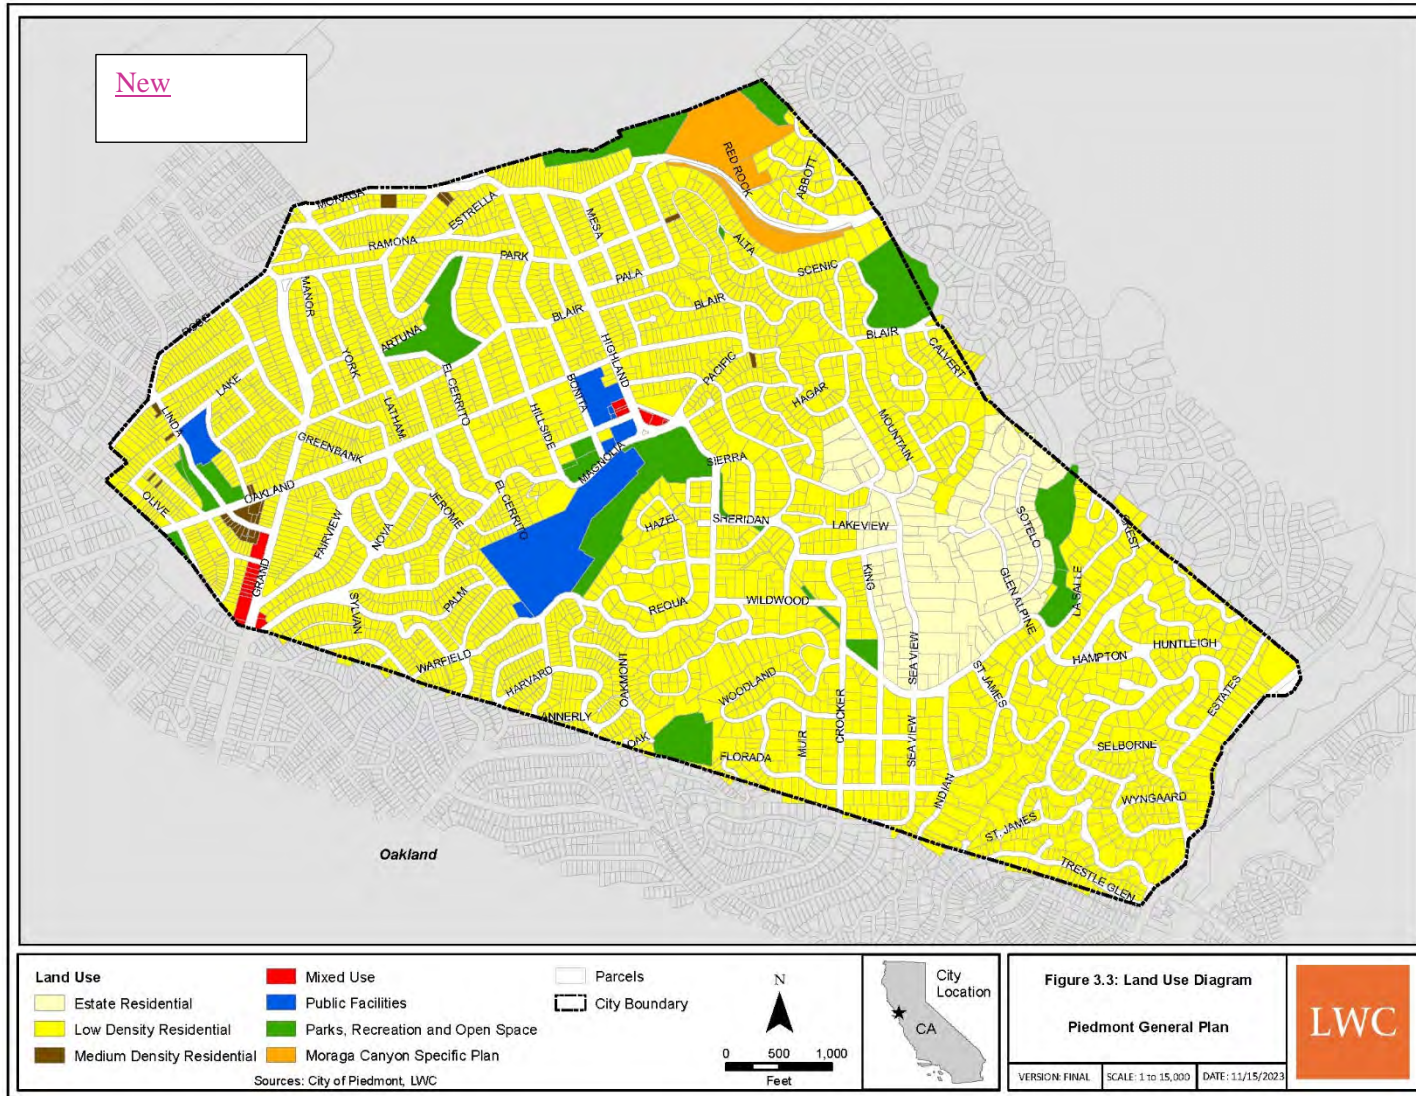 New
RED ROCK
ABBOTT
MORAGA
ESTRELLA
MESA
RAMONA
PARK
ALTA
SCENIC
PALA
MANOR
BLAIR
BLAIR
ARTUNA
HIGHLAND
BLAIR
CALVERT
YORK
PACIFIC
LAKE
EL CERRITO
BONITA
HAGAR
LINDA
LATHAM
HILLSIDE
MOUNTAIN
GREENBANK
MAGNOLIA
SIERRA
OAKLAND
OLIVE
JEROME
EL CERRITO
HAZEL
SHERIDAN
LAKEVIEW
SOTELO
CREST
FAIRVIEW
NOVA
GRAND
SYLVAN
PALM
REQUA
WILDWOOD
KING
GLEN ALPINE
LA SALLE
WARFIELD
HARVARD
OAKMONT
WOODLAND
SEA VIEW
ST JAMES
HAMPTON
HUNTLEIGH
ANNERLY
OAK
FLORADA
MUIR
CROCKER
SEA VIEW
ESTATES
SELBORNE
INDIAN
WYNGAARD
ST. JAMES
TRESTLE GLEN
Oakland
Land Use
Estate Residential
Low Density Residential
Medium Density Residential
Mixed Use
Public Facilities
Parks, Recreation and Open Space
Moraga Canyon Specific Plan
Parcels
City Boundary
Sources: City of Piedmont, LWC
N
0 500 1,000
Feet
City
Location
CA
Figure 3.3: Land Use Diagram
Piedmont General Plan
VERSION: FINAL SCALE: 1 to 15,000 DATE: 11/15/2023
LWC